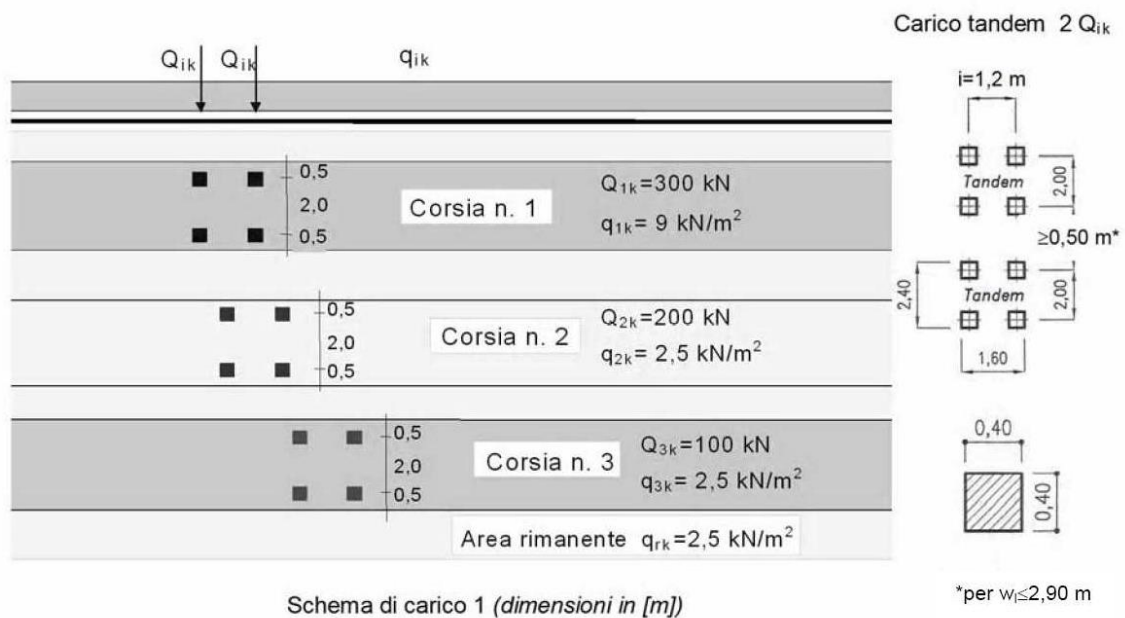 Carico tandem 2 Qik
Qik Qik qik
i=1,2 m
0,5
2,0
0,5
Corsia n. 1
Q1k=300 kN
q1k= 9 kN/m²
Tandem
2,00
≥0,50 m*
0,5
2,0
0,5
Corsia n. 2
Q2k=200 kN
q2k= 2,5 kN/m²
2,40
Tandem
2,00
1,60
0,5
2,0
0,5
Corsia n. 3
Q3k=100 kN
q3k= 2,5 kN/m²
0,40
0,40
Area rimanente qrk=2,5 kN/m²
Schema di carico 1 (dimensioni in [m])
*per wl≤2,90 m